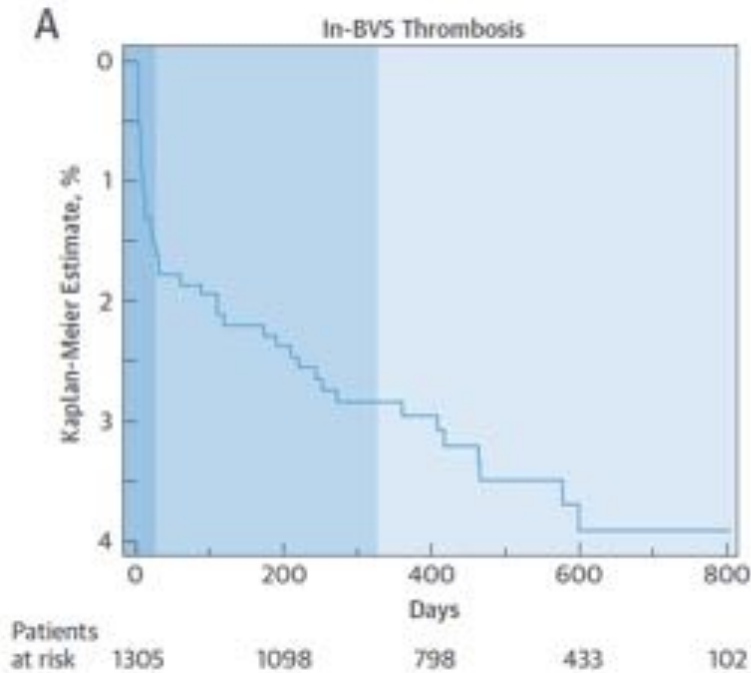 A
In-BVS Thrombosis
Kaplan-Meier Estimate, %
0
1
2
3
4
0 200 400 600 800
Days
Patients
at risk 1305 1098 798 433 102